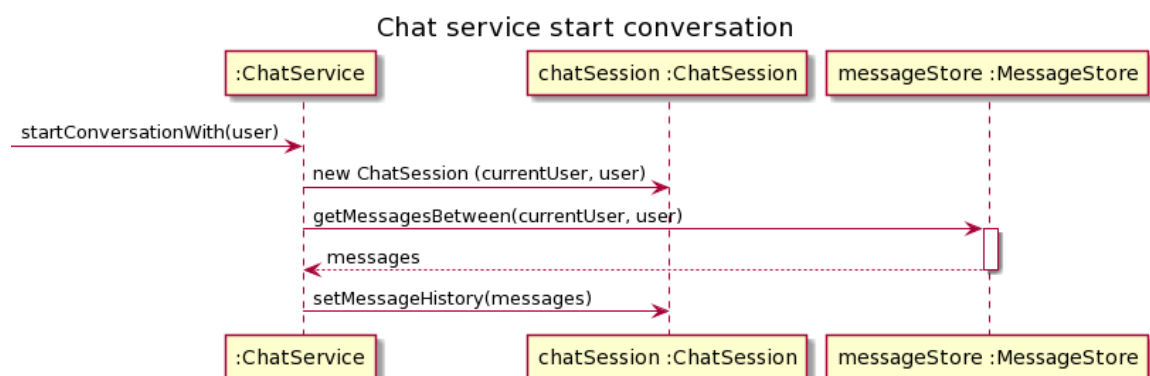 Chat service start conversation
:ChatService
chatSession :ChatSession
messageStore :MessageStore
startConversationWith(user)
new ChatSession (currentUser, user)
getMessagesBetween(currentUser, user)
messages
setMessageHistory(messages)
:ChatService
chatSession :ChatSession
messageStore :MessageStore